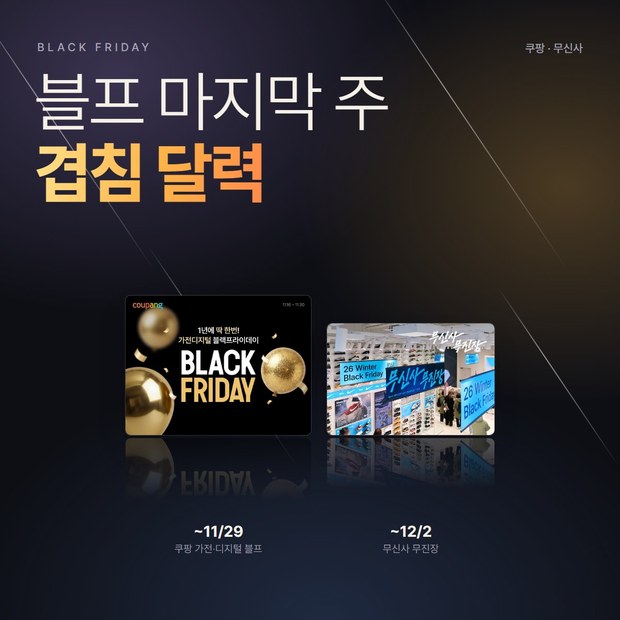 BLACK FRIDAY
쿠팡 · 무신사
블프 마지막 주
겹침 달력
coupang
11.16 ~ 11.30
1년에 딱 한번!
가전디지털 블랙프라이데이
BLACK
FRIDAY
무신사
무진장
26 Winter
Black Friday
무신사 무진장
26 Winter
Black Friday
~11/29
쿠팡 가전·디지털 블프
~12/2
무신사 무진장